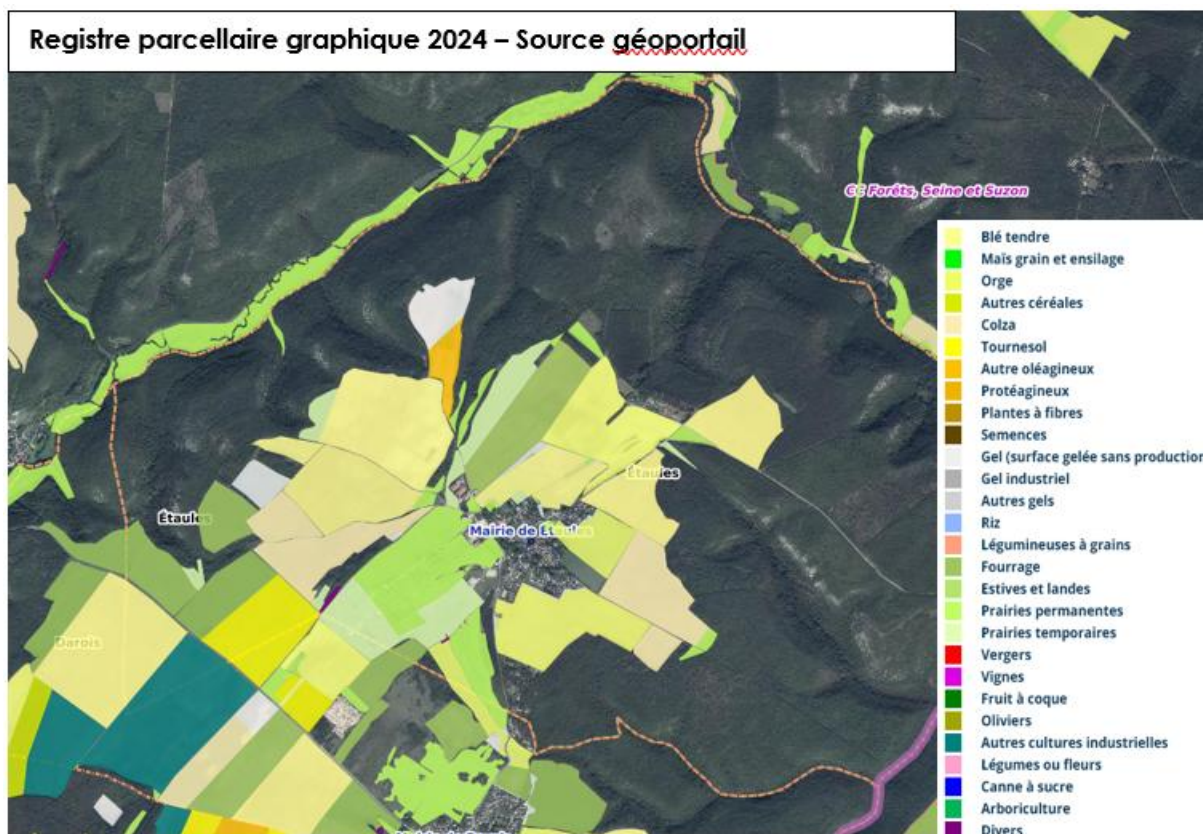 Registre parcellaire graphique 2024 – Source géoportail
CC Forêts, Seine et Suzon
Étaules
Étaules
Mairie de Étaules
Darois
Blé tendre
Maïs grain et ensilage
Orge
Autres céréales
Colza
Tournesol
Autre oléagineux
Protéagineux
Plantes à fibres
Semences
Gel (surface gelée sans production
Gel industriel
Autres gels
Riz
Légumineuses à grains
Fourrage
Estives et landes
Prairies permanentes
Prairies temporaires
Vergers
Vignes
Fruit à coque
Oliviers
Autres cultures industrielles
Légumes ou fleurs
Canne à sucre
Arboriculture
Divers